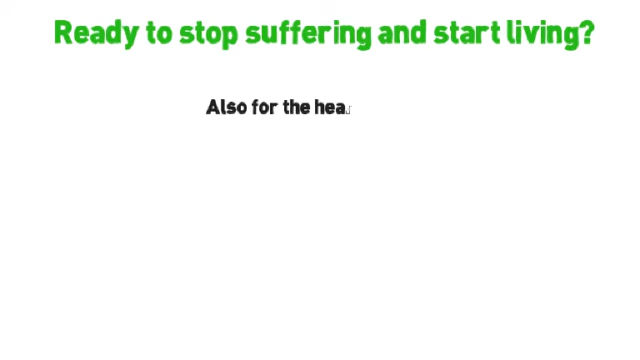 Ready to stop suffering and start living?
Also for the hea